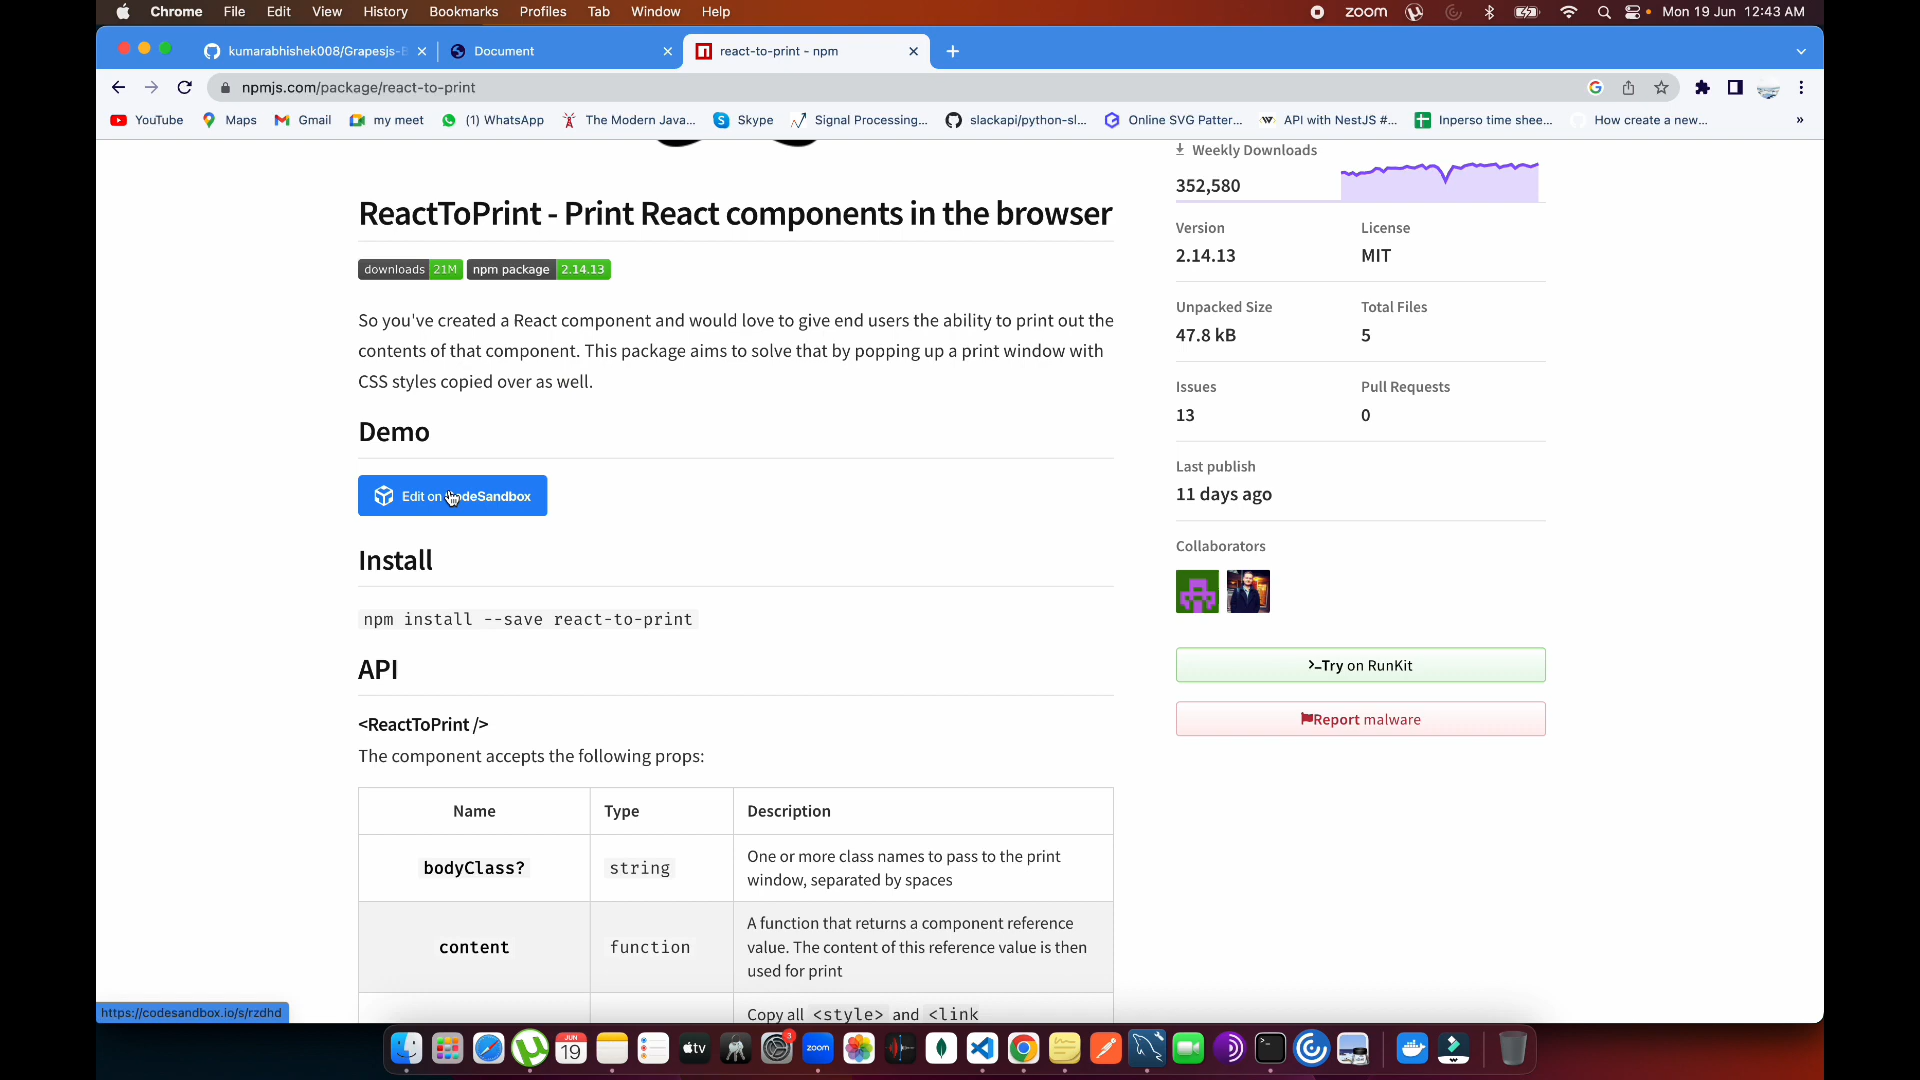 Chrome File Edit View History Bookmarks Profiles Tab Window Help
zoom Mon 19 Jun 12:43 AM
kumarabhishek008/Grapesjs-
Document
react-to-print - npm
npmjs.com/package/react-to-print
YouTube Maps Gmail my meet (1) WhatsApp The Modern Java... Skype Signal Processing... slackapi/python-sl... Online SVG Patter... API with NestJS #... Inperso time shee... How create a new... »
Weekly Downloads
352,580
ReactToPrint - Print React components in the browser
Version License
2.14.13 MIT
downloads 21M npm package 2.14.13
Unpacked Size Total Files
47.8 kB 5
So you've created a React component and would love to give end users the ability to print out the
contents of that component. This package aims to solve that by popping up a print window with
CSS styles copied over as well.
Issues Pull Requests
13 0
Demo
Last publish
11 days ago
Edit on CodeSandbox
Install
Collaborators
npm install --save react-to-print
API
>-Try on RunKit
Report malware
<ReactToPrint />
The component accepts the following props:
Name Type Description
bodyClass? string One or more class names to pass to the print
window, separated by spaces
content function A function that returns a component reference
value. The content of this reference value is then
used for print
Copy all <style> and <link
https://codesandbox.io/s/rzdhd
JUN
19
tv
3
zoom